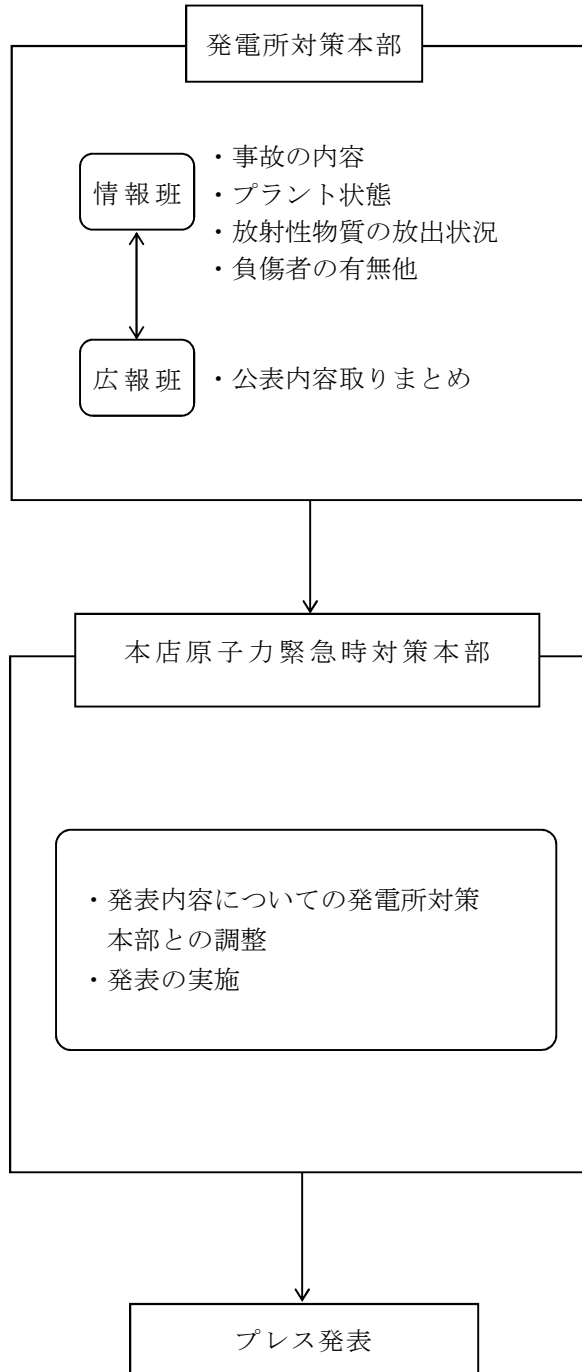 発電所対策本部
情報班
・事故の内容
・プラント状態
・放射性物質の放出状況
・負傷者の有無他
広報班
・公表内容取りまとめ
本店原子力緊急時対策本部
・発表内容についての発電所対策
本部との調整
・発表の実施
プレス発表